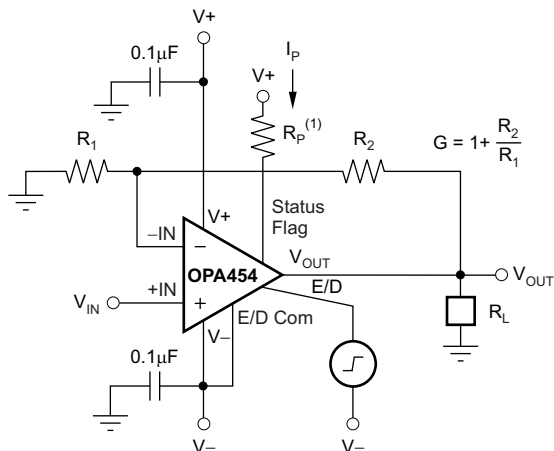 V+
0.1μF
V+
I_P
R_P^(1)
R_1
R_2
G = 1 + R_2/R_1
Status
Flag
V+
–IN
–
OPA454
V_OUT
V_OUT
+IN
+
V_IN
E/D
E/D Com
R_L
V–
0.1μF
V–
V–